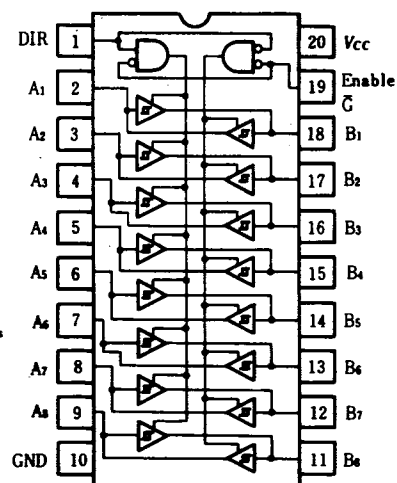 DIR 1 20 Vcc
A1 2 19 Enable G̅
18 B1
A2 3 17 B2
A3 4 16 B3
A4 5 15 B4
A5 6 14 B5
A6 7 13 B6
A7 8 12 B7
A8 9 11 B8
GND 10